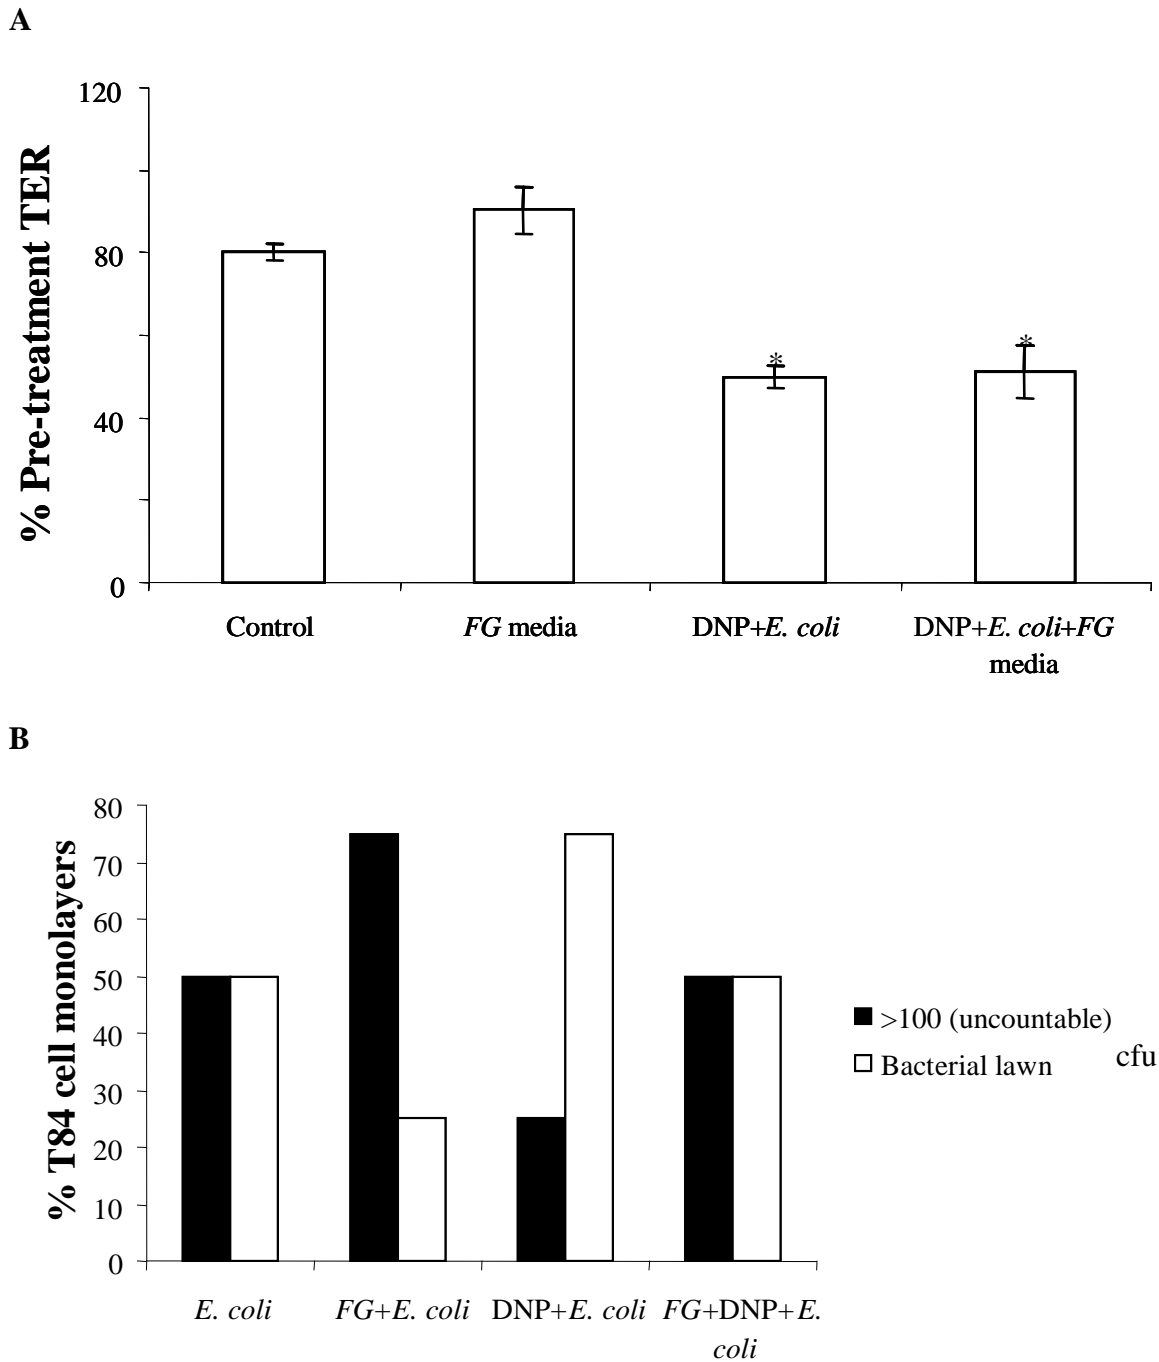 A
120
80
40
0
% Pre-treatment TER
*
*
Control
FG media
DNP+E. coli
DNP+E. coli+FG
media
B
80
70
60
50
40
30
20
10
0
% T84 cell monolayers
E. coli
FG+E. coli
DNP+E. coli
FG+DNP+E.
coli
>100 (uncountable)
Bacterial lawn
cfu